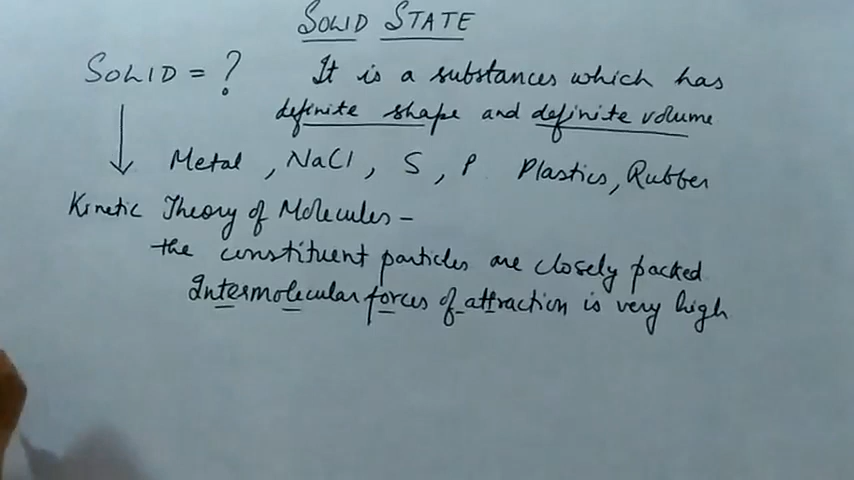 SOLID STATE
SOLID = ? It is a substances which has
definite shape and definite volume
Metal , NaCl , S , P Plastics, Rubber
Kinetic Theory of Molecules -
the constituent particles are closely packed
Intermolecular forces of attraction is very high